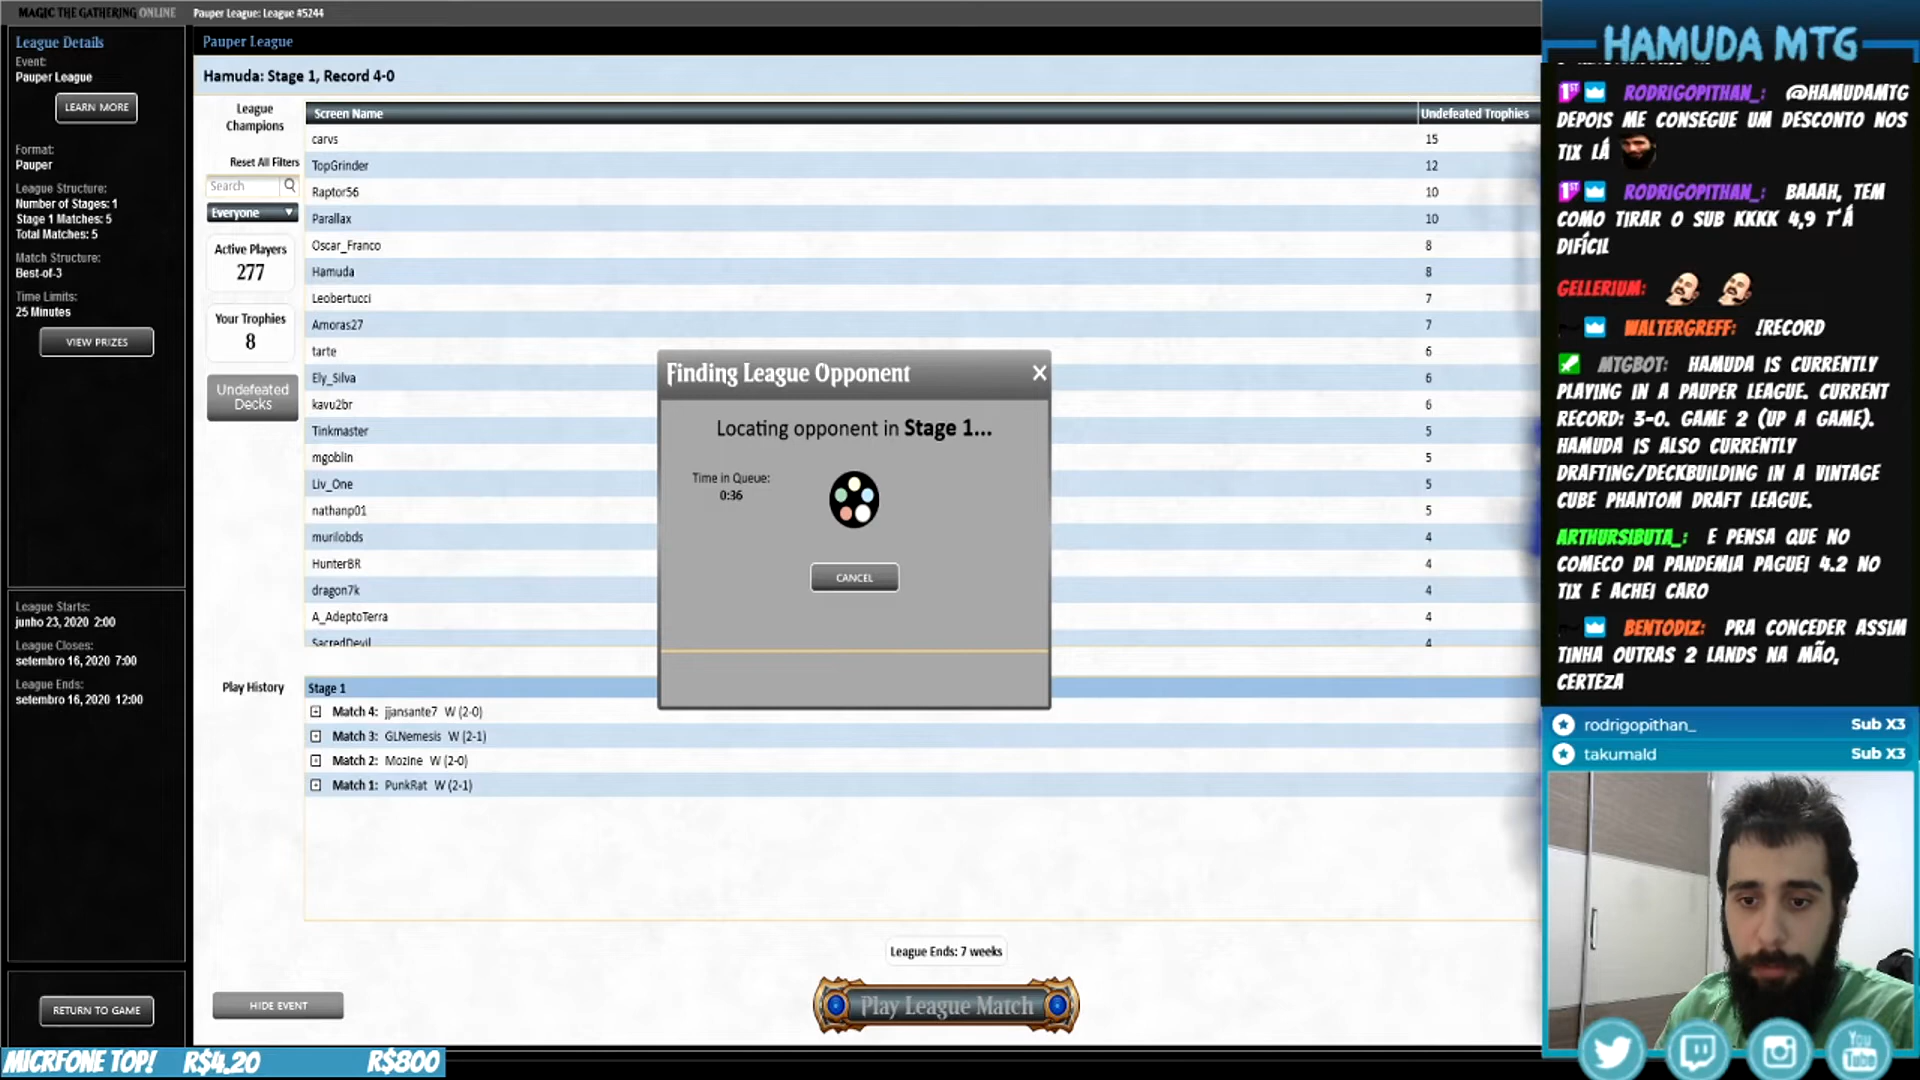 MAGIC THE GATHERING ONLINE
Pauper League: League #5244
League Details
Event:
Pauper League
LEARN MORE
Format:
Pauper
League Structure:
Number of Stages: 1
Stage 1 Matches: 5
Total Matches: 5
Match Structure:
Best-of-3
Time Limits:
25 Minutes
VIEW PRIZES
League Starts:
junho 23, 2020 2:00
League Closes:
setembro 16, 2020 7:00
League Ends:
setembro 16, 2020 12:00
RETURN TO GAME
Pauper League
Hamuda: Stage 1, Record 4-0
League
Champions
Reset All Filters
Search
Everyone
Active Players
277
Your Trophies
8
Undefeated
Decks
Screen Name Undefeated Trophies
carvs 15
TopGrinder 12
Raptor56 10
Parallax 10
Oscar_Franco 8
Hamuda 8
Leobertucci 7
Amoras27 7
tarte 6
Ely_Silva 6
kavu2br 6
Tinkmaster 5
mgoblin 5
Liv_One 5
nathanp01 5
murilobds 4
HunterBR 4
dragon7k 4
A_AdeptoTerra 4
SacredDevil 4
Finding League Opponent
Locating opponent in Stage 1...
Time in Queue:
0:36
CANCEL
Play History
Stage 1
Match 4: jjansante7 W (2-0)
Match 3: GLNemesis W (2-1)
Match 2: Mozine W (2-0)
Match 1: PunkRat W (2-1)
League Ends: 7 weeks
HIDE EVENT
Play League Match
HAMUDA MTG
1ST RODRIGOPITHAN_: @HAMUDAMTG
DEPOIS ME CONSEGUE UM DESCONTO NOS
TIX LÁ
1ST RODRIGOPITHAN_: BAAAH, TEM
COMO TIRAR O SUB KKKK 4,9 T'Á
DIFÍCIL
GELLERIUM:
WALTERGREFF: !RECORD
MTGBOT: HAMUDA IS CURRENTLY
PLAYING IN A PAUPER LEAGUE. CURRENT
RECORD: 3-0. GAME 2 (UP A GAME).
HAMUDA IS ALSO CURRENTLY
DRAFTING/DECKBUILDING IN A VINTAGE
CUBE PHANTOM DRAFT LEAGUE.
ARTHURSIBUTA_: E PENSA QUE NO
COMECO DA PANDEMIA PAGUEI 4.2 NO
TIX E ACHEI CARO
BENTODIZ: PRA CONCEDER ASSIM
TINHA OUTRAS 2 LANDS NA MÃO,
CERTEZA
rodrigopithan_ Sub X3
takumald Sub X3
You
Tube
MICRFONE TOP! R$4.20 R$800